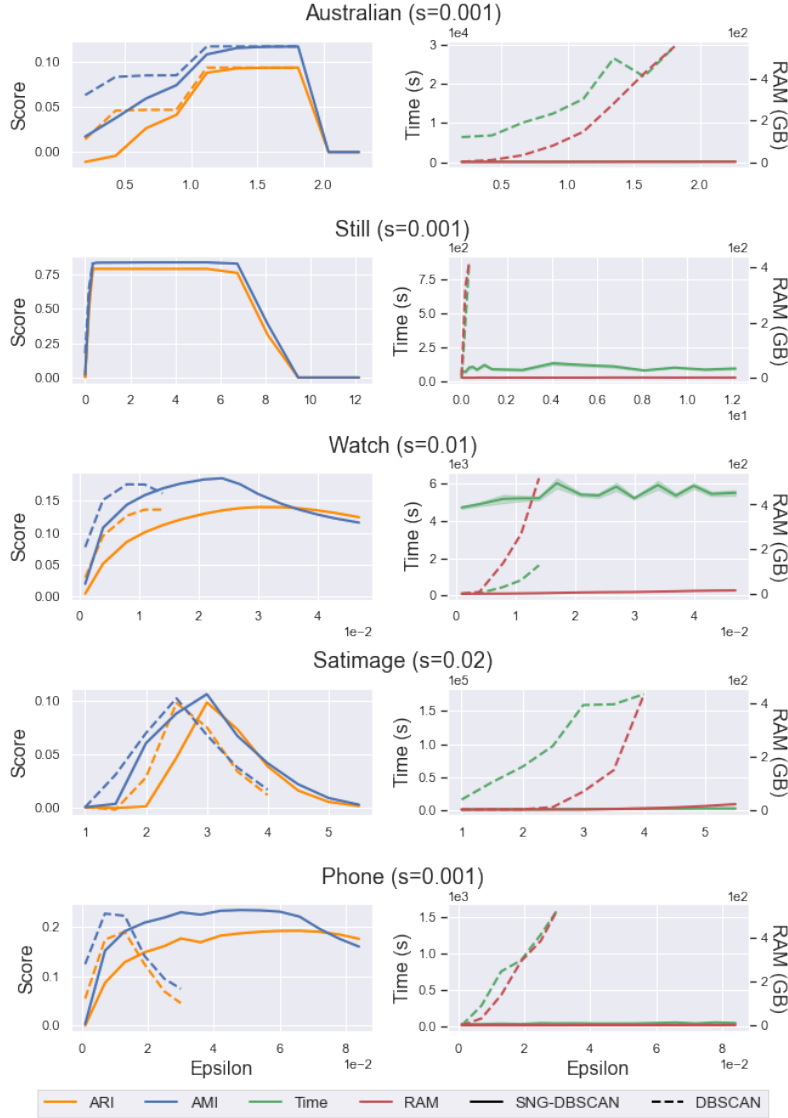 Australian (s=0.001)
1e4 1e2
Score
0.10
0.05
0.00
0.5 1.0 1.5 2.0
Time (s)
3
2
1
0
0.5 1.0 1.5 2.0
4
2
0
RAM (GB)
Still (s=0.001)
1e2 1e2
Score
0.75
0.50
0.25
0.00
0 2 4 6 8 10 12
Time (s)
7.5
5.0
2.5
0.0
0.0 0.2 0.4 0.6 0.8 1.0 1.2
1e1
4
2
0
RAM (GB)
Watch (s=0.01)
1e3 1e2
Score
0.15
0.10
0.05
0.00
0 1 2 3 4
1e-2
Time (s)
6
4
2
0
0 1 2 3 4
1e-2
4
2
0
RAM (GB)
Satimage (s=0.02)
1e5 1e2
Score
0.10
0.05
0.00
1 2 3 4 5
Time (s)
1.5
1.0
0.5
0.0
1 2 3 4 5
4
2
0
RAM (GB)
Phone (s=0.001)
1e3 1e2
Score
0.2
0.1
0.0
0 2 4 6 8
Epsilon 1e-2
Time (s)
1.5
1.0
0.5
0.0
0 2 4 6 8
Epsilon 1e-2
4
2
0
RAM (GB)
ARI AMI Time RAM SNG-DBSCAN DBSCAN